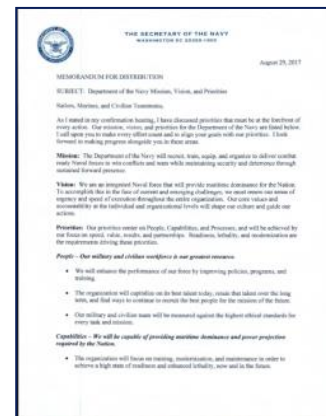 THE SECRETARY OF THE NAVY
WASHINGTON DC 20350-1000
August 29, 2017
MEMORANDUM FOR DISTRIBUTION
SUBJECT: Department of the Navy Mission, Vision, and Priorities
Sailors, Marines, and Civilian Teammates,
As I stated in my confirmation hearing, I have discussed priorities that must be at the forefront of
every action. Our mission, vision, and priorities for the Department of the Navy are listed below.
I call upon you to make every effort count and to align your goals with our priorities. I look
forward to making progress alongside you in these areas.
Mission: The Department of the Navy will recruit, train, equip, and organize to deliver combat
ready Naval forces to win conflicts and wars while maintaining security and deterrence through
sustained forward presence.
Vision: We are an integrated Naval force that will provide maritime dominance for the Nation.
To accomplish this in the face of current and emerging challenges, we must renew our sense of
urgency and speed of execution throughout the entire organization. Our core values and
accountability at the individual and organizational levels will shape our culture and guide our
actions.
Priorities: Our priorities center on People, Capabilities, and Processes, and will be achieved by
our focus on speed, value, results, and partnerships. Readiness, lethality, and modernization are
the requirements driving these priorities.
People – Our military and civilian workforce is our greatest resource.
• We will enhance the performance of our force by improving policies, programs, and
training.
• The organization will capitalize on its best talent today, retain that talent over the long
term, and find ways to continue to recruit the best people for the mission of the future.
• Our military and civilian team will be measured against the highest ethical standards for
every task and mission.
Capabilities – We will be capable of providing maritime dominance and power projection
required by the Nation.
• The organization will focus on training, modernization, and maintenance in order to
achieve a high state of readiness and enhanced lethality, now and in the future.